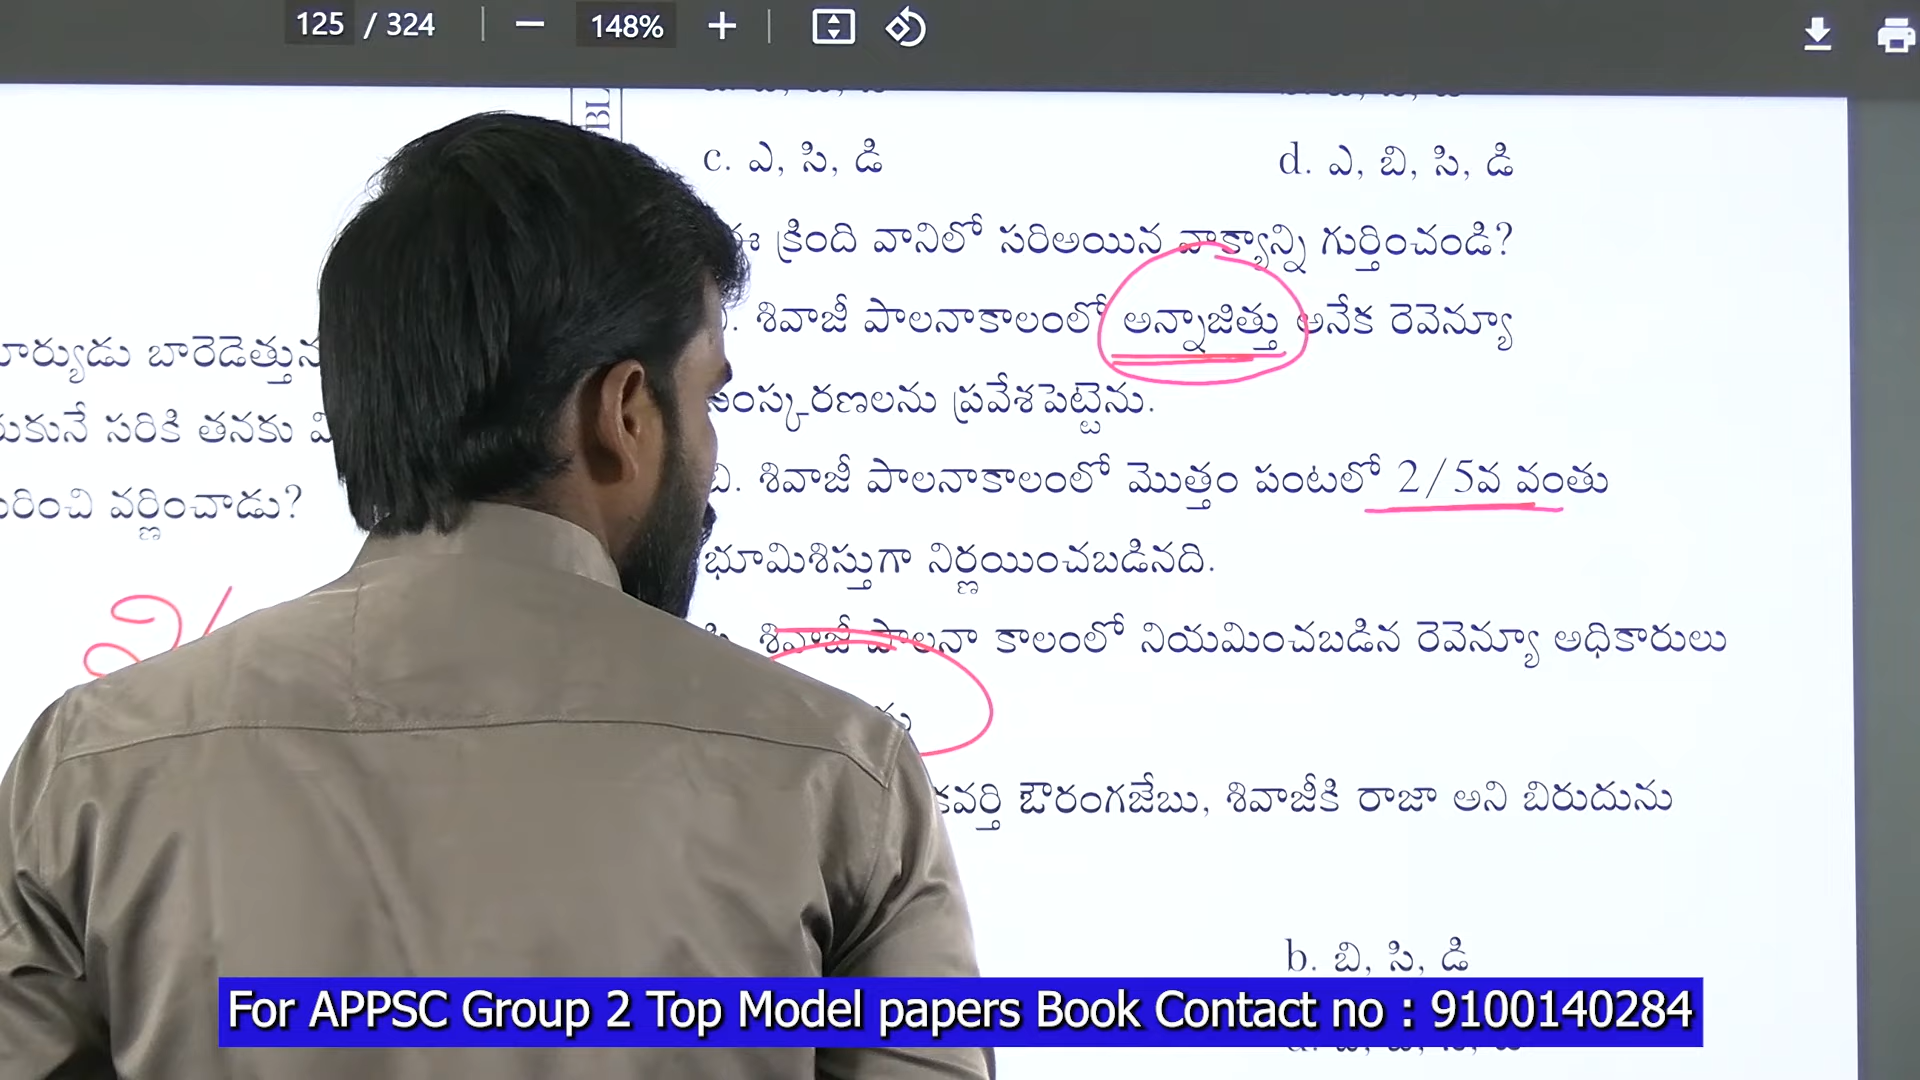 125 / 324
148%
BL
c. ఎ, సి, డి
d. ఎ, బి, సి, డి
క్రింది వానిలో సరిఅయిన వాక్యాన్ని గుర్తించండి?
శివాజీ పాలనాకాలంలో అన్నాజిత్తు అనేక రెవెన్యూ
సంస్కరణలను ప్రవేశపెట్టెను.
బి. శివాజీ పాలనాకాలంలో మొత్తం పంటలో 2/5వ వంతు
భూమిశిస్తుగా నిర్ణయించబడినది.
శివాజీ పాలనా కాలంలో నియమించబడిన రెవెన్యూ అధికారులు
ఔరంగజేబు, శివాజీకి రాజా అని బిరుదును
b. బి, సి, డి
బారెడెత్తున
సరికి తనకు
వర్ణించాడు?
For APPSC Group 2 Top Model papers Book Contact no : 9100140284